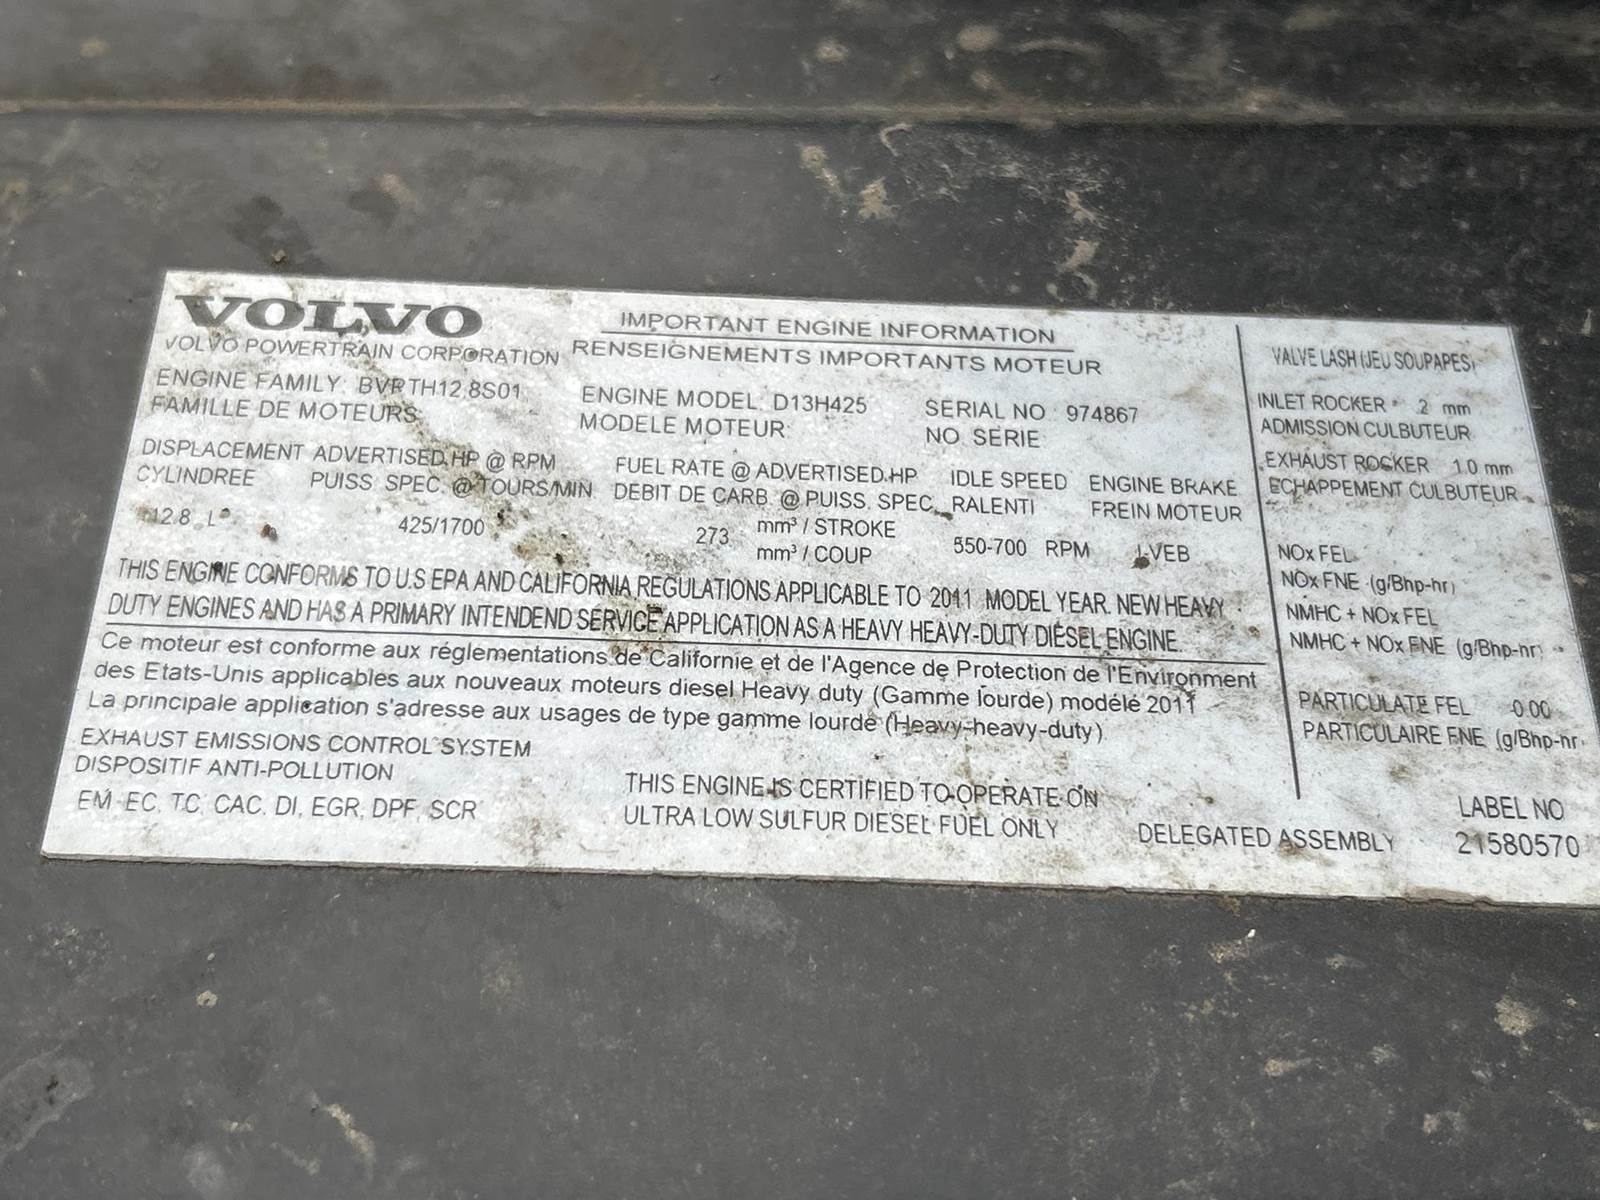 VOLVO
VOLVO POWERTRAIN CORPORATION
IMPORTANT ENGINE INFORMATION
RENSEIGNEMENTS IMPORTANTS MOTEUR
ENGINE FAMILY: BVPTH12.8S01
FAMILLE DE MOTEURS:
ENGINE MODEL: D13H425
MODELE MOTEUR:
SERIAL NO.: 974867
NO. SERIE
DISPLACEMENT
CYLINDREE
12.8 L
ADVERTISED HP @ RPM
PUISS. SPEC. @ TOURS/MIN
425/1700
FUEL RATE @ ADVERTISED HP
DEBIT DE CARB. @ PUISS. SPEC.
273 mm³ / STROKE
mm³ / COUP
IDLE SPEED
RALENTI
550-700 RPM
ENGINE BRAKE
FREIN MOTEUR
I-VEB
THIS ENGINE CONFORMS TO U.S EPA AND CALIFORNIA REGULATIONS APPLICABLE TO 2011 MODEL YEAR. NEW HEAVY
DUTY ENGINES AND HAS A PRIMARY INTENDEND SERVICE APPLICATION AS A HEAVY HEAVY-DUTY DIESEL ENGINE.
Ce moteur est conforme aux réglementations de Californie et de l'Agence de Protection de l'Environment
des Etats-Unis applicables aux nouveaux moteurs diesel Heavy duty (Gamme lourde) modélé 2011
La principale application s'adresse aux usages de type gamme lourde (Heavy-heavy-duty)
EXHAUST EMISSIONS CONTROL SYSTEM
DISPOSITIF ANTI-POLLUTION
EM, EC, TC, CAC, DI, EGR, DPF, SCR
THIS ENGINE IS CERTIFIED TO OPERATE ON
ULTRA LOW SULFUR DIESEL FUEL ONLY
DELEGATED ASSEMBLY
VALVE LASH (JEU SOUPAPES)
INLET ROCKER .2 mm
ADMISSION CULBUTEUR
EXHAUST ROCKER 1.0 mm
ECHAPPEMENT CULBUTEUR
NOx FEL
NOx FNE (g/Bhp-hr)
NMHC + NOx FEL
NMHC + NOx FNE (g/Bhp-hr)
PARTICULATE FEL 0.00
PARTICULAIRE FNE (g/Bhp-hr)
LABEL NO
21580570